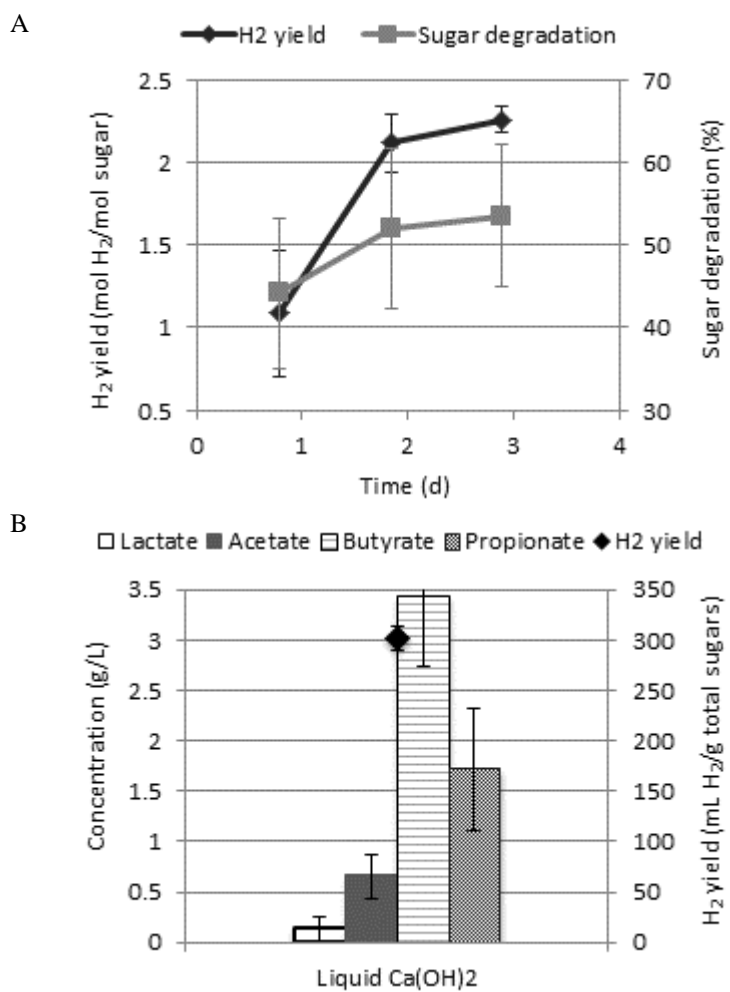 A
H2 yield Sugar degradation
H₂ yield (mol H₂/mol sugar)
2.5
2
1.5
1
0.5
70
60
50
40
30
Sugar degradation (%)
0 1 2 3 4
Time (d)
B
Lactate Acetate Butyrate Propionate H2 yield
Concentration (g/L)
3.5
3
2.5
2
1.5
1
0.5
0
350
300
250
200
150
100
50
0
H₂ yield (mL H₂/g total sugars)
Liquid Ca(OH)2